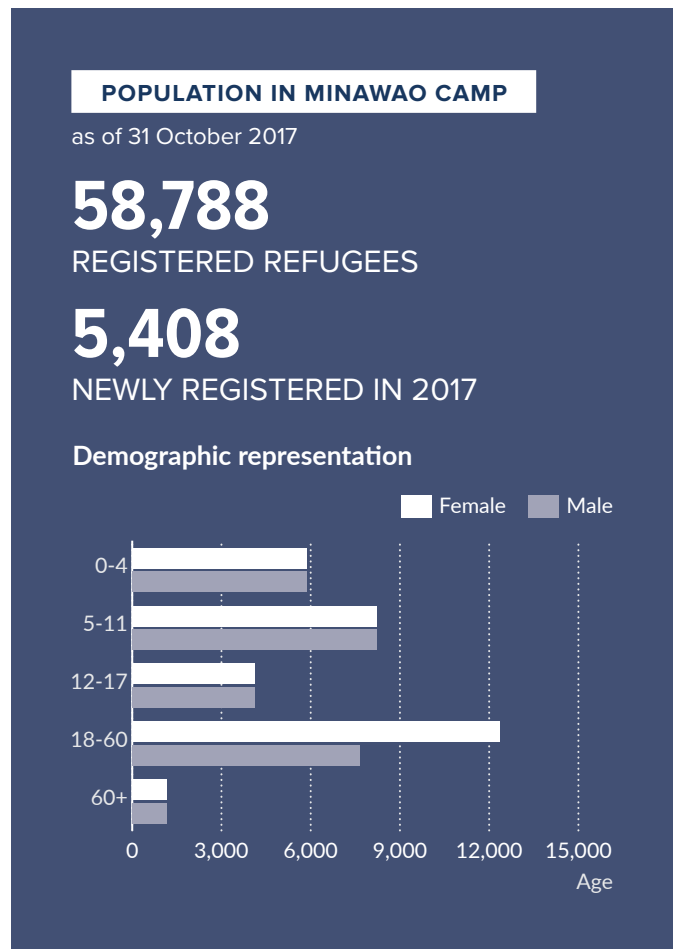 POPULATION IN MINAWAO CAMP
as of 31 October 2017
58,788
REGISTERED REFUGEES
5,408
NEWLY REGISTERED IN 2017
Demographic representation
Female Male
0-4
5-11
12-17
18-60
60+
0 3,000 6,000 9,000 12,000 15,000
Age